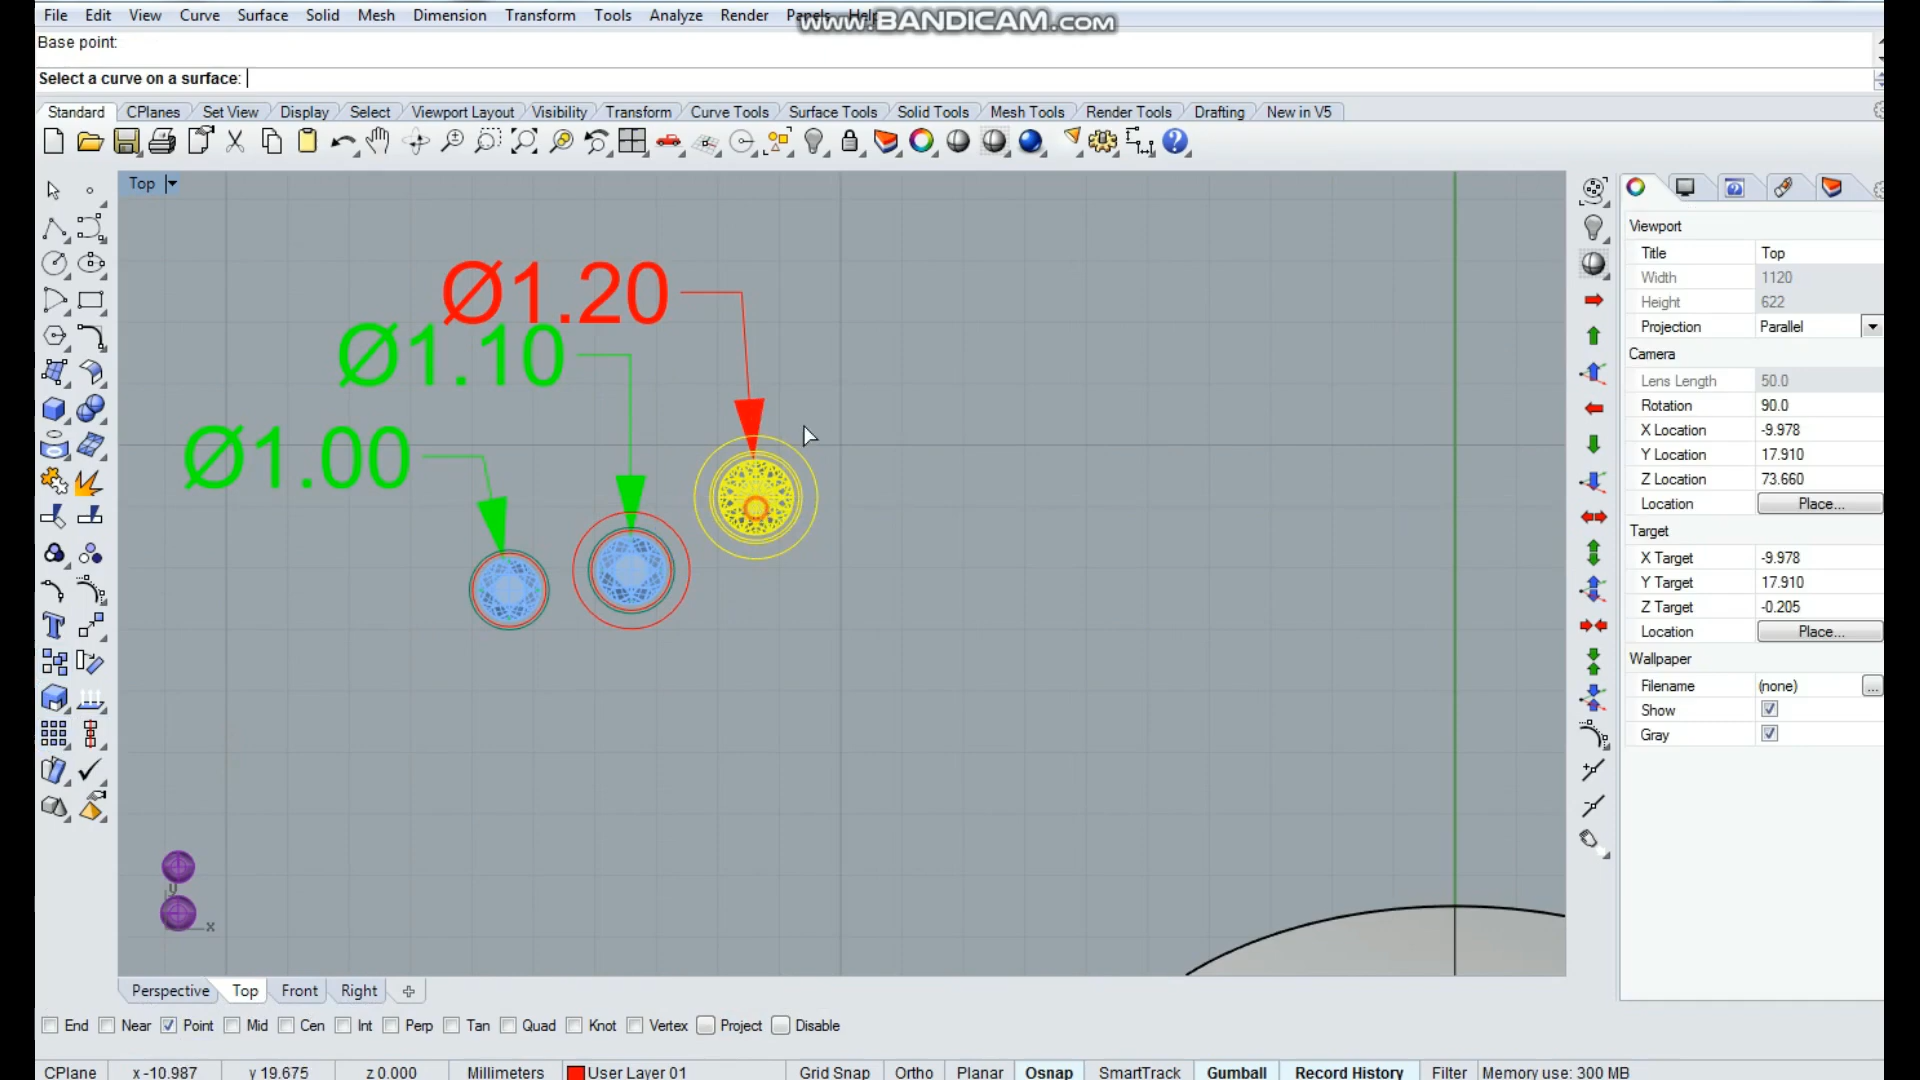 File Edit View Curve Surface Solid Mesh Dimension Transform Tools Analyze Render Panels Help
www.BANDICAM.com
Base point:
Select a curve on a surface:
Standard CPlanes Set View Display Select Viewport Layout Visibility Transform Curve Tools Surface Tools Solid Tools Mesh Tools Render Tools Drafting New in V5
Top
Ø1.20
Ø1.10
Ø1.00
y
x
Viewport
Title Top
Width 1120
Height 622
Projection Parallel
Camera
Lens Length 50.0
Rotation 90.0
X Location -9.978
Y Location 17.910
Z Location 73.660
Location Place...
Target
X Target -9.978
Y Target 17.910
Z Target -0.205
Location Place...
Wallpaper
Filename (none) ...
Show
Gray
Perspective Top Front Right
End Near Point Mid Cen Int Perp Tan Quad Knot Vertex Project Disable
CPlane x -10.987 y 19.675 z 0.000 Millimeters User Layer 01 Grid Snap Ortho Planar Osnap SmartTrack Gumball Record History Filter Memory use: 300 MB